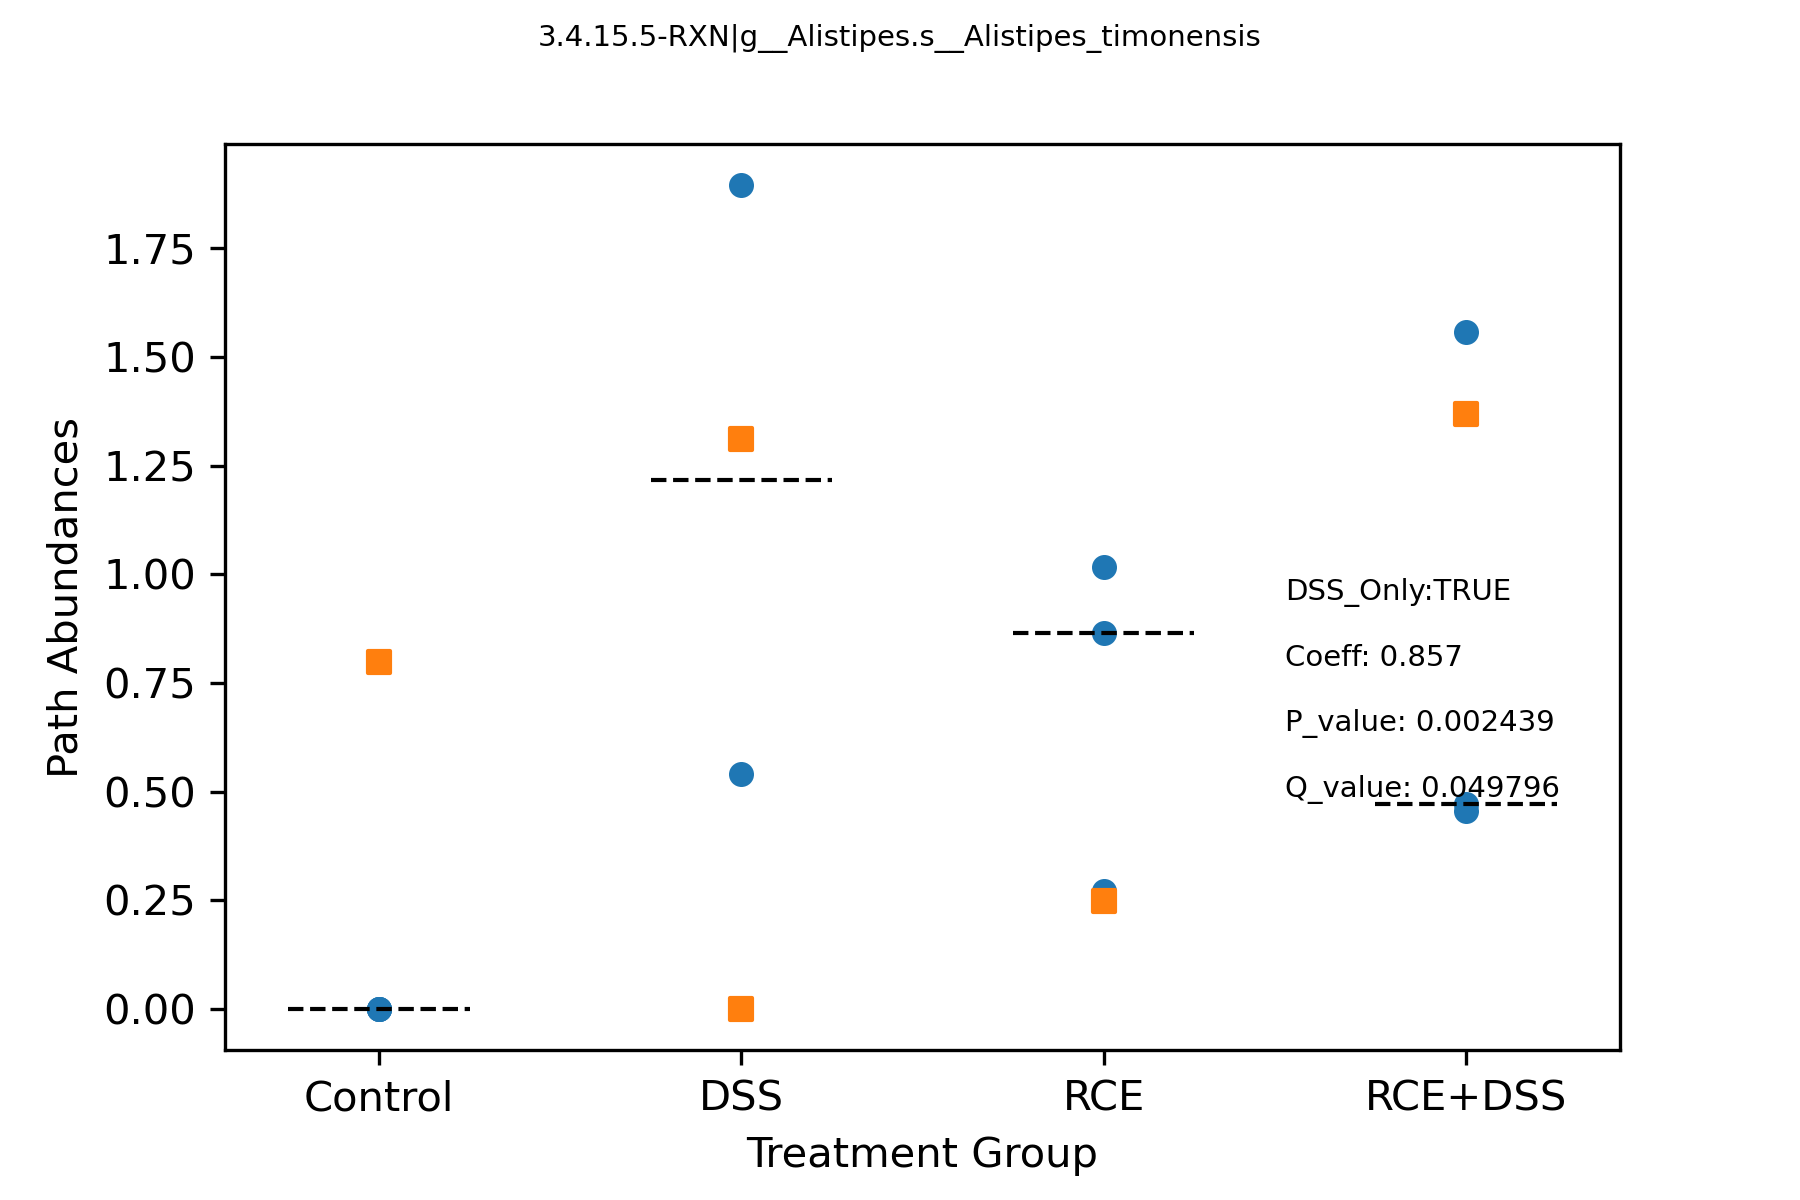 3.4.15.5-RXN|g__Alistipes.s__Alistipes_timonensis
Path Abundances
1.75
1.50
1.25
1.00
0.75
0.50
0.25
0.00
DSS_Only:TRUE
Coeff: 0.857
P_value: 0.002439
Q_value: 0.049796
Control DSS RCE RCE+DSS
Treatment Group